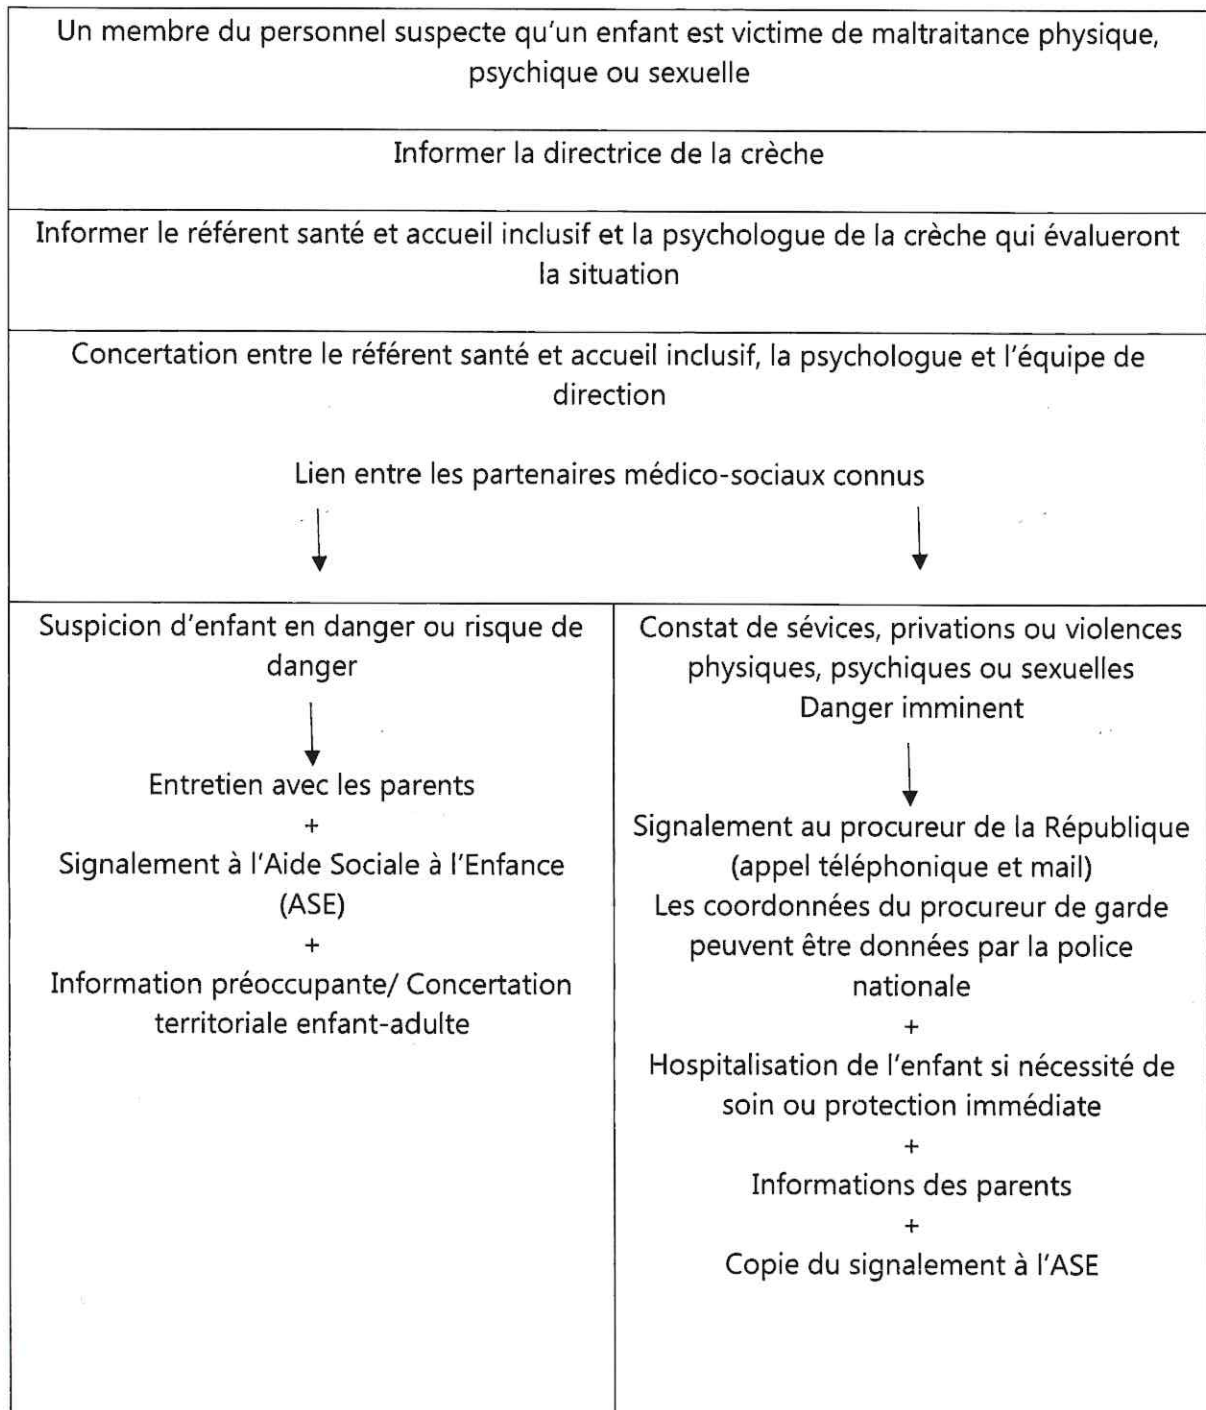 Un membre du personnel suspecte qu'un enfant est victime de maltraitance physique,
psychique ou sexuelle
Informer la directrice de la crèche
Informer le référent santé et accueil inclusif et la psychologue de la crèche qui évalueront
la situation
Concertation entre le référent santé et accueil inclusif, la psychologue et l'équipe de
direction
Lien entre les partenaires médico-sociaux connus
Suspicion d'enfant en danger ou risque de
danger
Entretien avec les parents
+
Signalement à l'Aide Sociale à l'Enfance
(ASE)
+
Information préoccupante/ Concertation
territoriale enfant-adulte
Constat de sévices, privations ou violences
physiques, psychiques ou sexuelles
Danger imminent
Signalement au procureur de la République
(appel téléphonique et mail)
Les coordonnées du procureur de garde
peuvent être données par la police
nationale
+
Hospitalisation de l'enfant si nécessité de
soin ou protection immédiate
+
Informations des parents
+
Copie du signalement à l'ASE